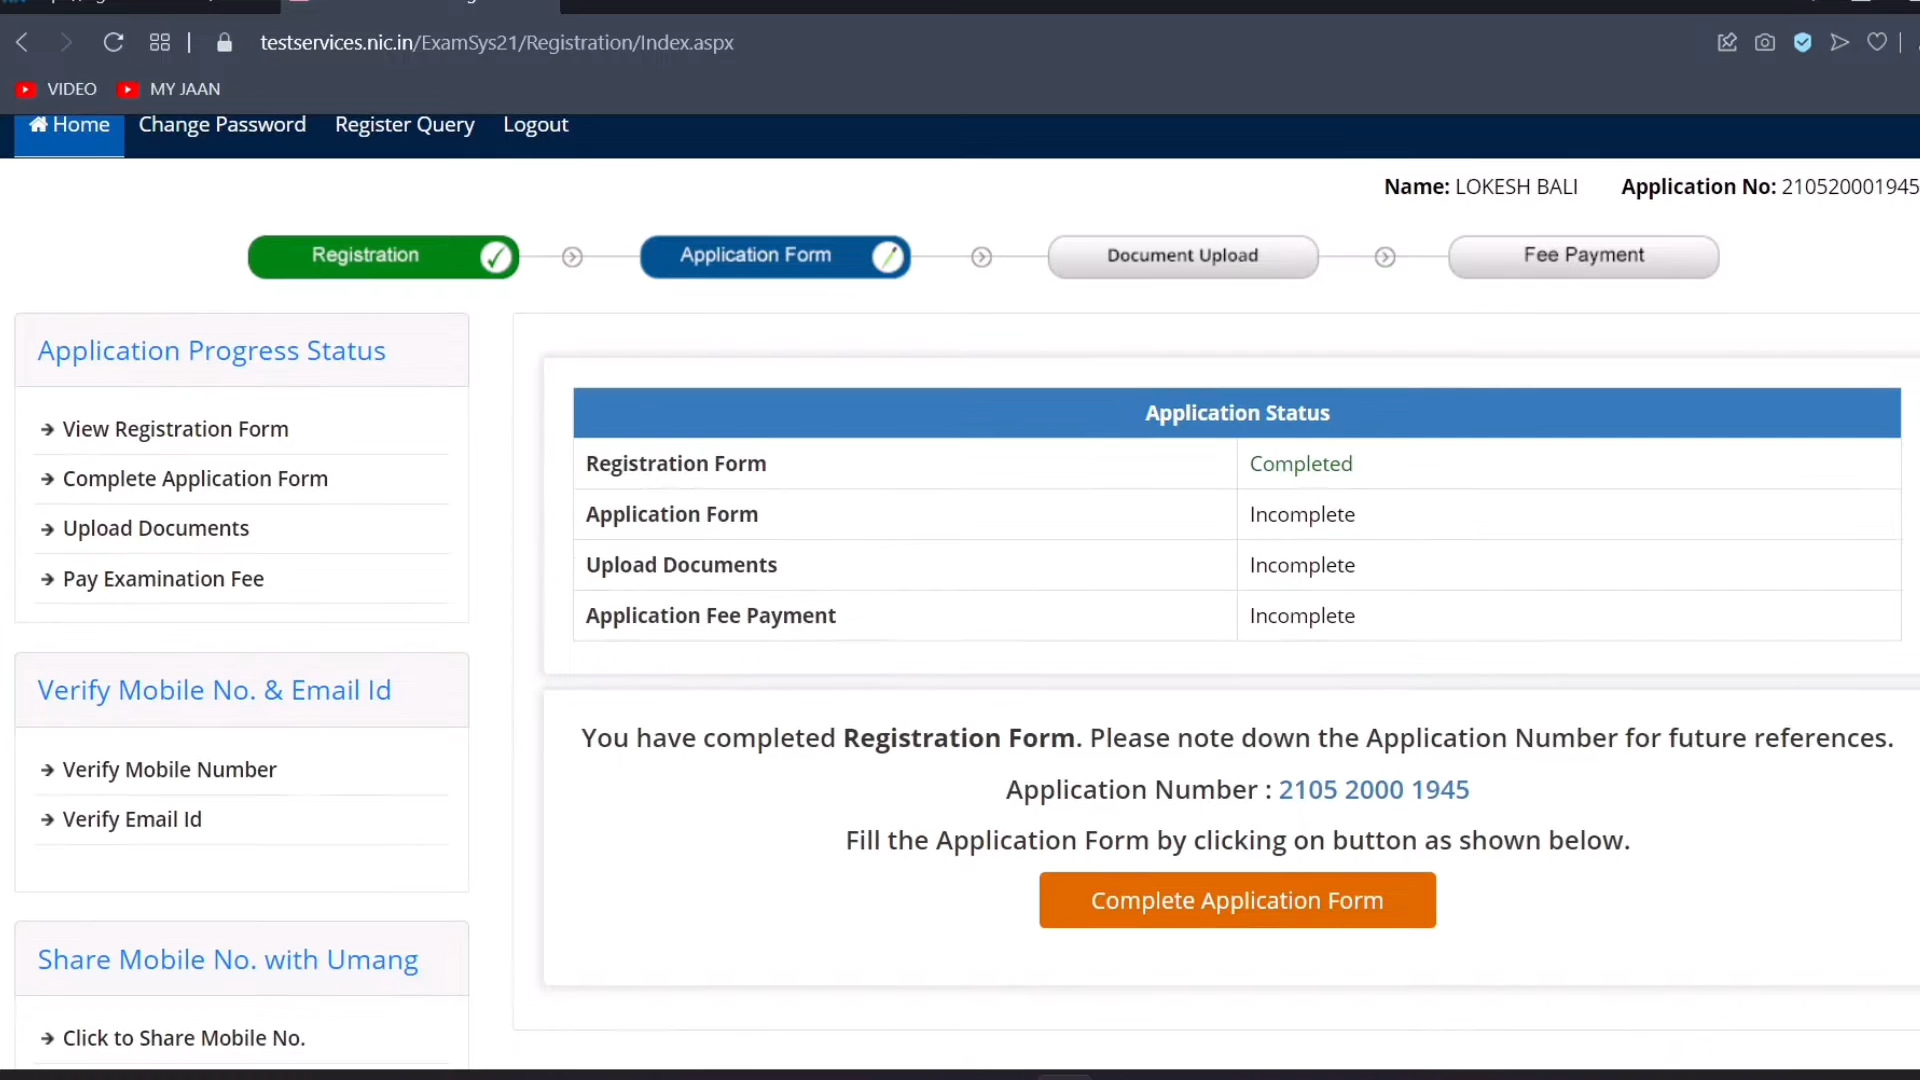 testservices.nic.in/ExamSys21/Registration/Index.aspx
VIDEO MY JAAN
Home Change Password Register Query Logout
Name: LOKESH BALI Application No: 210520001945
Registration Application Form Document Upload Fee Payment
Application Progress Status
View Registration Form
Complete Application Form
Upload Documents
Pay Examination Fee
Verify Mobile No. & Email Id
Verify Mobile Number
Verify Email Id
Share Mobile No. with Umang
Click to Share Mobile No.
Application Status
Registration Form Completed
Application Form Incomplete
Upload Documents Incomplete
Application Fee Payment Incomplete
You have completed Registration Form. Please note down the Application Number for future references.
Application Number : 2105 2000 1945
Fill the Application Form by clicking on button as shown below.
Complete Application Form